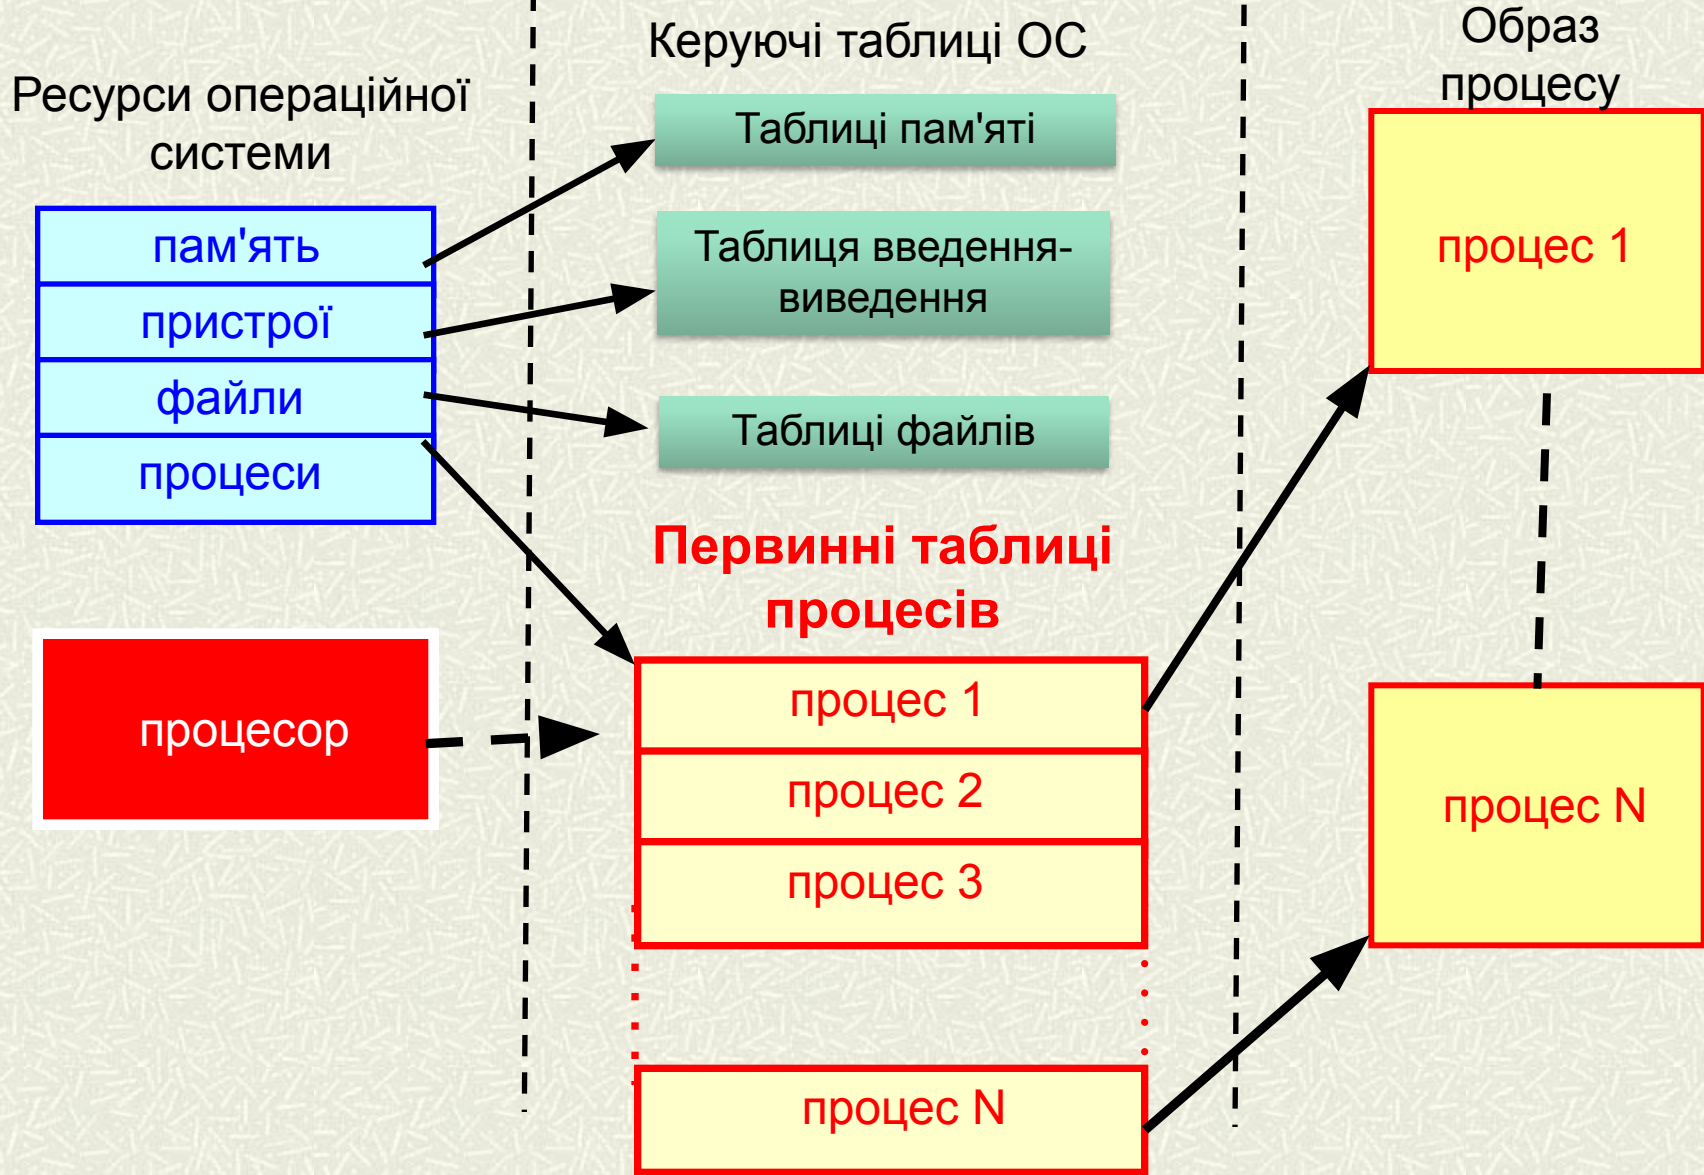 Ресурси операційної
системи
пам'ять
пристрої
файли
процеси
процесор
Керуючі таблиці ОС
Таблиці пам'яті
Таблиця введення-
виведення
Таблиці файлів
Первинні таблиці
процесів
процес 1
процес 2
процес 3
процес N
Образ
процесу
процес 1
процес N